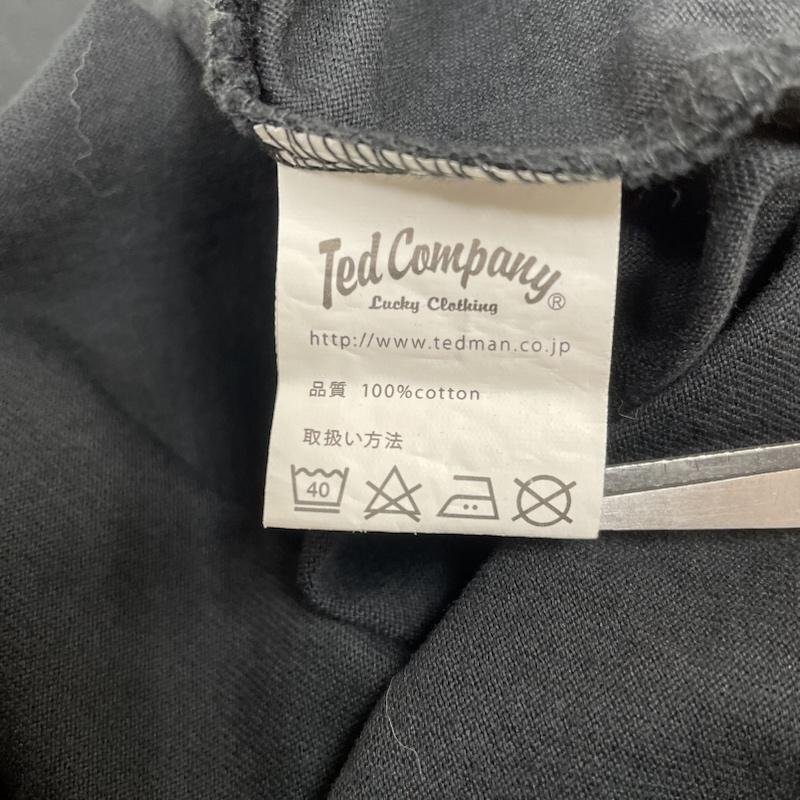 Ted Company®
Lucky Clothing
http://www.tedman.co.jp
品質 100%cotton
取扱い方法
40